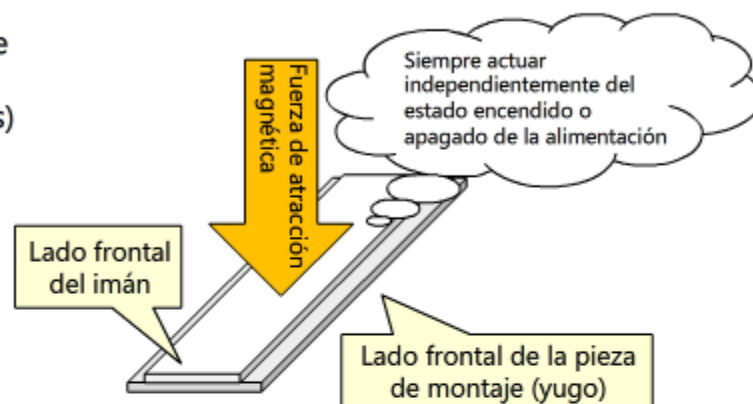 e
s)
Fuerza de atracción
magnética
Siempre actuar
independientemente del
estado encendido o
apagado de la alimentación
Lado frontal
del imán
Lado frontal de la pieza
de montaje (yugo)